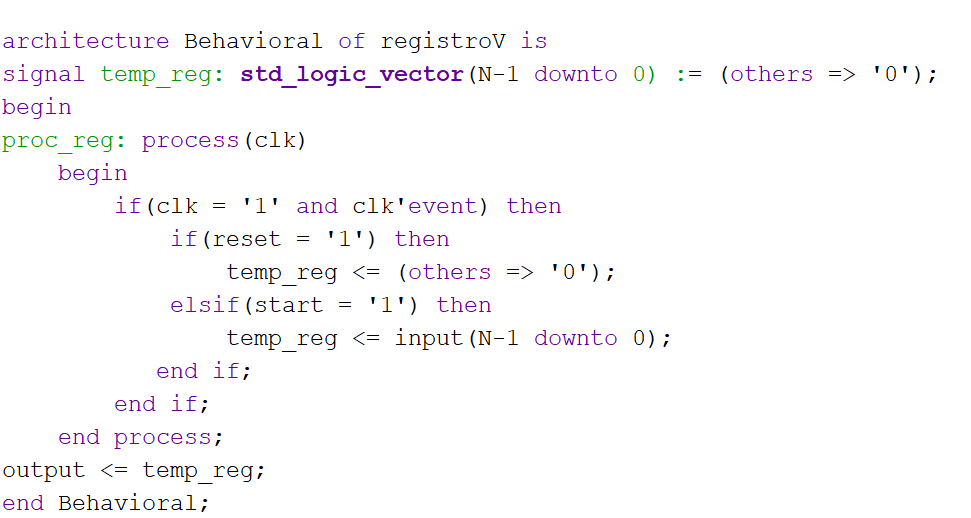 architecture Behavioral of registroV is
signal temp_reg: std_logic_vector(N-1 downto 0) := (others => '0');
begin
proc_reg: process(clk)
    begin
        if(clk = '1' and clk'event) then
            if(reset = '1') then
                temp_reg <= (others => '0');
            elsif(start = '1') then
                temp_reg <= input(N-1 downto 0);
           end if;
        end if;
    end process;
output <= temp_reg;
end Behavioral;